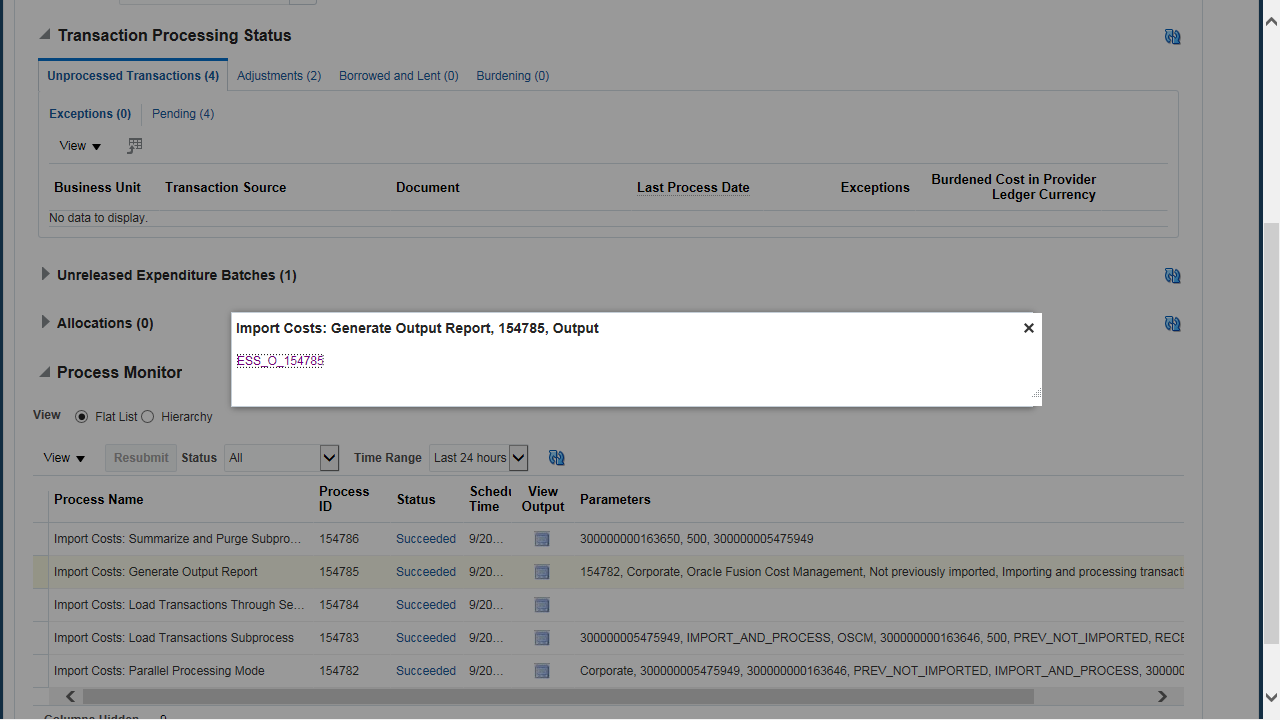 Transaction Processing Status
Unprocessed Transactions (4) Adjustments (2) Borrowed and Lent (0) Burdening (0)
Exceptions (0) Pending (4)
View
Business Unit Transaction Source Document Last Process Date Exceptions Burdened Cost in Provider Ledger Currency
No data to display.
Unreleased Expenditure Batches (1)
Allocations (0)
Import Costs: Generate Output Report, 154785, Output
ESS_O_154785
Process Monitor
View Flat List Hierarchy
View Resubmit Status All Time Range Last 24 hours
Process Name Process ID Status Schedu Time View Output Parameters
Import Costs: Summarize and Purge Subpro... 154786 Succeeded 9/20... 300000000163650, 500, 300000005475949
Import Costs: Generate Output Report 154785 Succeeded 9/20... 154782, Corporate, Oracle Fusion Cost Management, Not previously imported, Importing and processing transacti
Import Costs: Load Transactions Through Se... 154784 Succeeded 9/20...
Import Costs: Load Transactions Subprocess 154783 Succeeded 9/20... 300000005475949, IMPORT_AND_PROCESS, OSCM, 300000000163646, 500, PREV_NOT_IMPORTED, RECE
Import Costs: Parallel Processing Mode 154782 Succeeded 9/20... Corporate, 300000005475949, 300000000163646, PREV_NOT_IMPORTED, IMPORT_AND_PROCESS, 300000
Columns Hidden